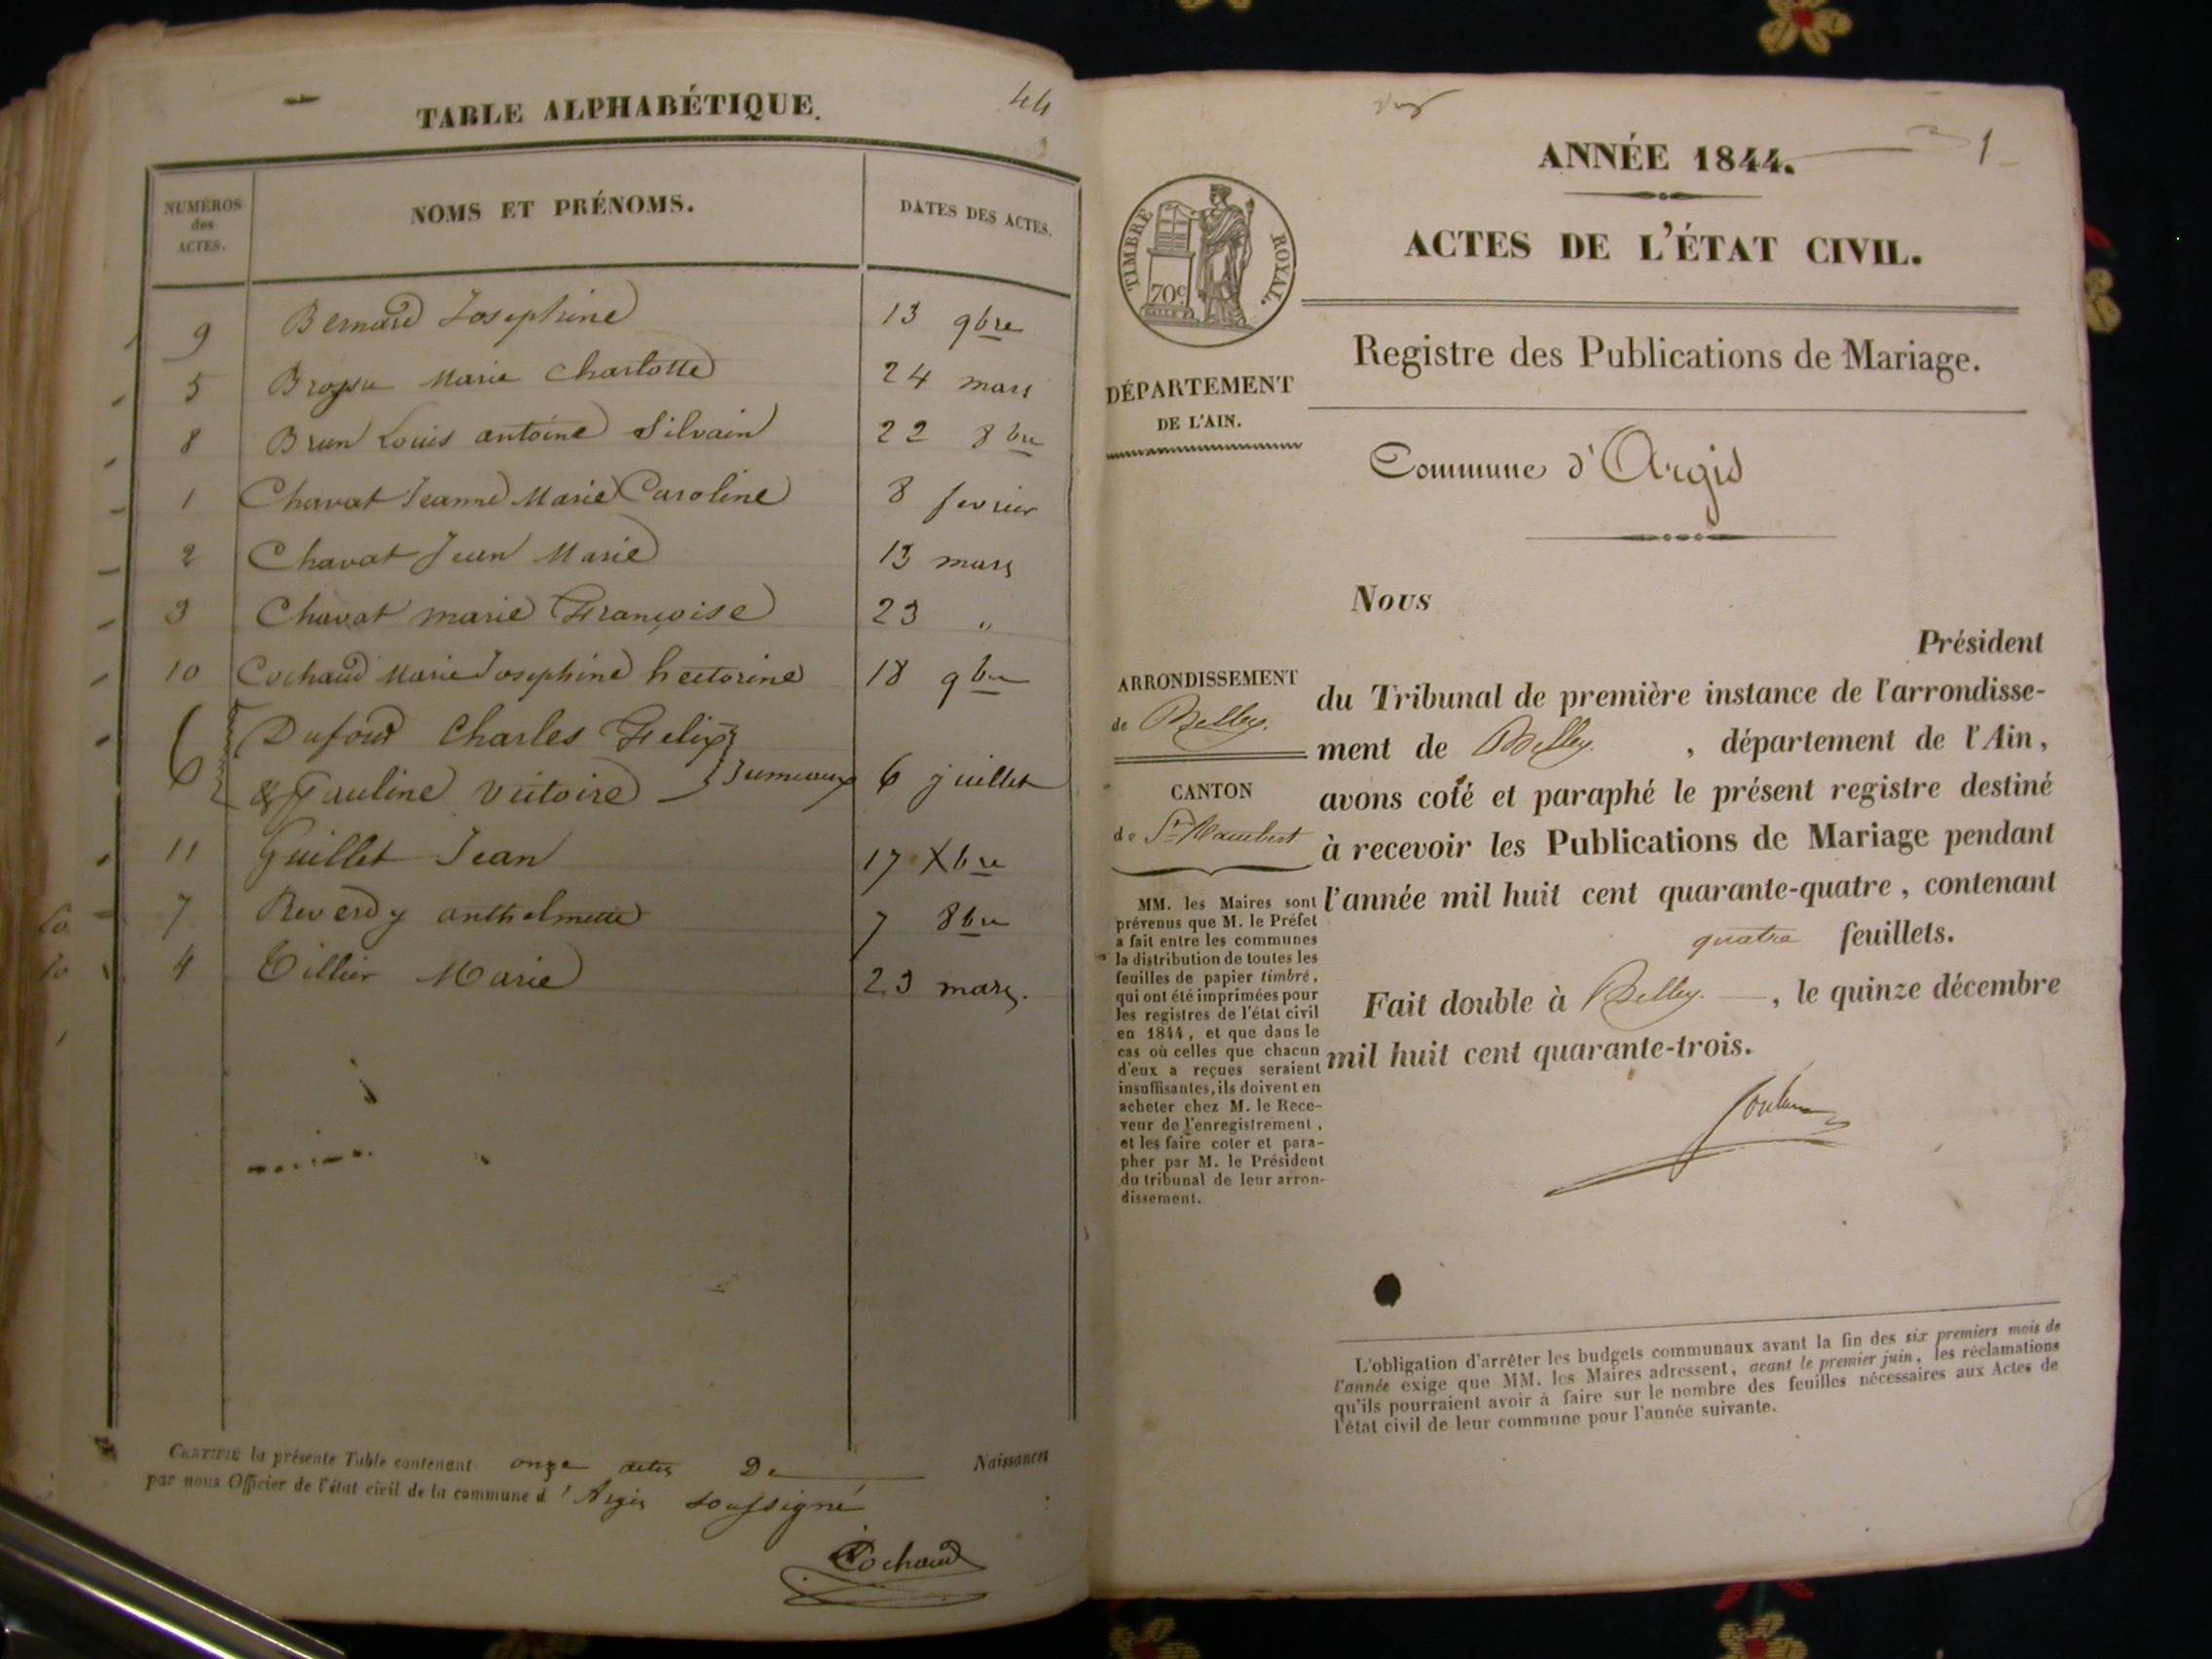 TABLE ALPHABÉTIQUE.
44
NUMÉROS des ACTES.
NOMS ET PRÉNOMS.
DATES DES ACTES.
9 Bernard Josephine 13 9bre
5 Marie Charlotte 24 mars
8 Brun Louis antoine Silvain 22 8bre
1 Chavat Jeanne Marie Caroline 8 fevrier
2 Chavat Jean Marie 13 mars
3 Chavat marie Françoise 23 "
10 Cochaud Marie Josephine hectorine 18 9bre
6 Dufour Charles Felix
& Pauline Victoire Jumeaux 6 juillet
11 Guillet Jean 17 Xbre
7 Reverdy anthelmette 7 8bre
4 Tillier Marie 23 mars.
CERTIFIÉ la présente Table contenant onze actes De Naissances
par nous Officier de l'état civil de la commune d'Argis soussigné
Cochaud
ANNÉE 1844.
1
ACTES DE L'ÉTAT CIVIL.
TIMBRE ROYAL.
70c
Registre des Publications de Mariage.
DÉPARTEMENT
DE L'AIN.
Commune d'Argis
Nous
Président
ARRONDISSEMENT
de Belley.
CANTON
de St Rambert
du Tribunal de première instance de l'arrondisse-
ment de Belley. , département de l'Ain,
avons coté et paraphé le présent registre destiné
à recevoir les Publications de Mariage pendant
l'année mil huit cent quarante-quatre, contenant
quatre feuillets.
Fait double à Belley. , le quinze décembre
mil huit cent quarante-trois.
MM. les Maires sont
prévenus que M. le Préfet
a fait entre les communes
la distribution de toutes les
feuilles de papier timbré,
qui ont été imprimées pour
les registres de l'état civil
en 1844, et que dans le
cas où celles que chacun
d'eux a reçues seraient
insuffisantes, ils doivent en
acheter chez M. le Rece-
veur de l'enregistrement,
et les faire coter et para-
pher par M. le Président
du tribunal de leur arron-
dissement.
L'obligation d'arrêter les budgets communaux avant la fin des six premiers mois de
l'année exige que MM. les Maires adressent, avant le premier juin, les réclamations
qu'ils pourraient avoir à faire sur le nombre des feuilles nécessaires aux Actes de
l'état civil de leur commune pour l'année suivante.